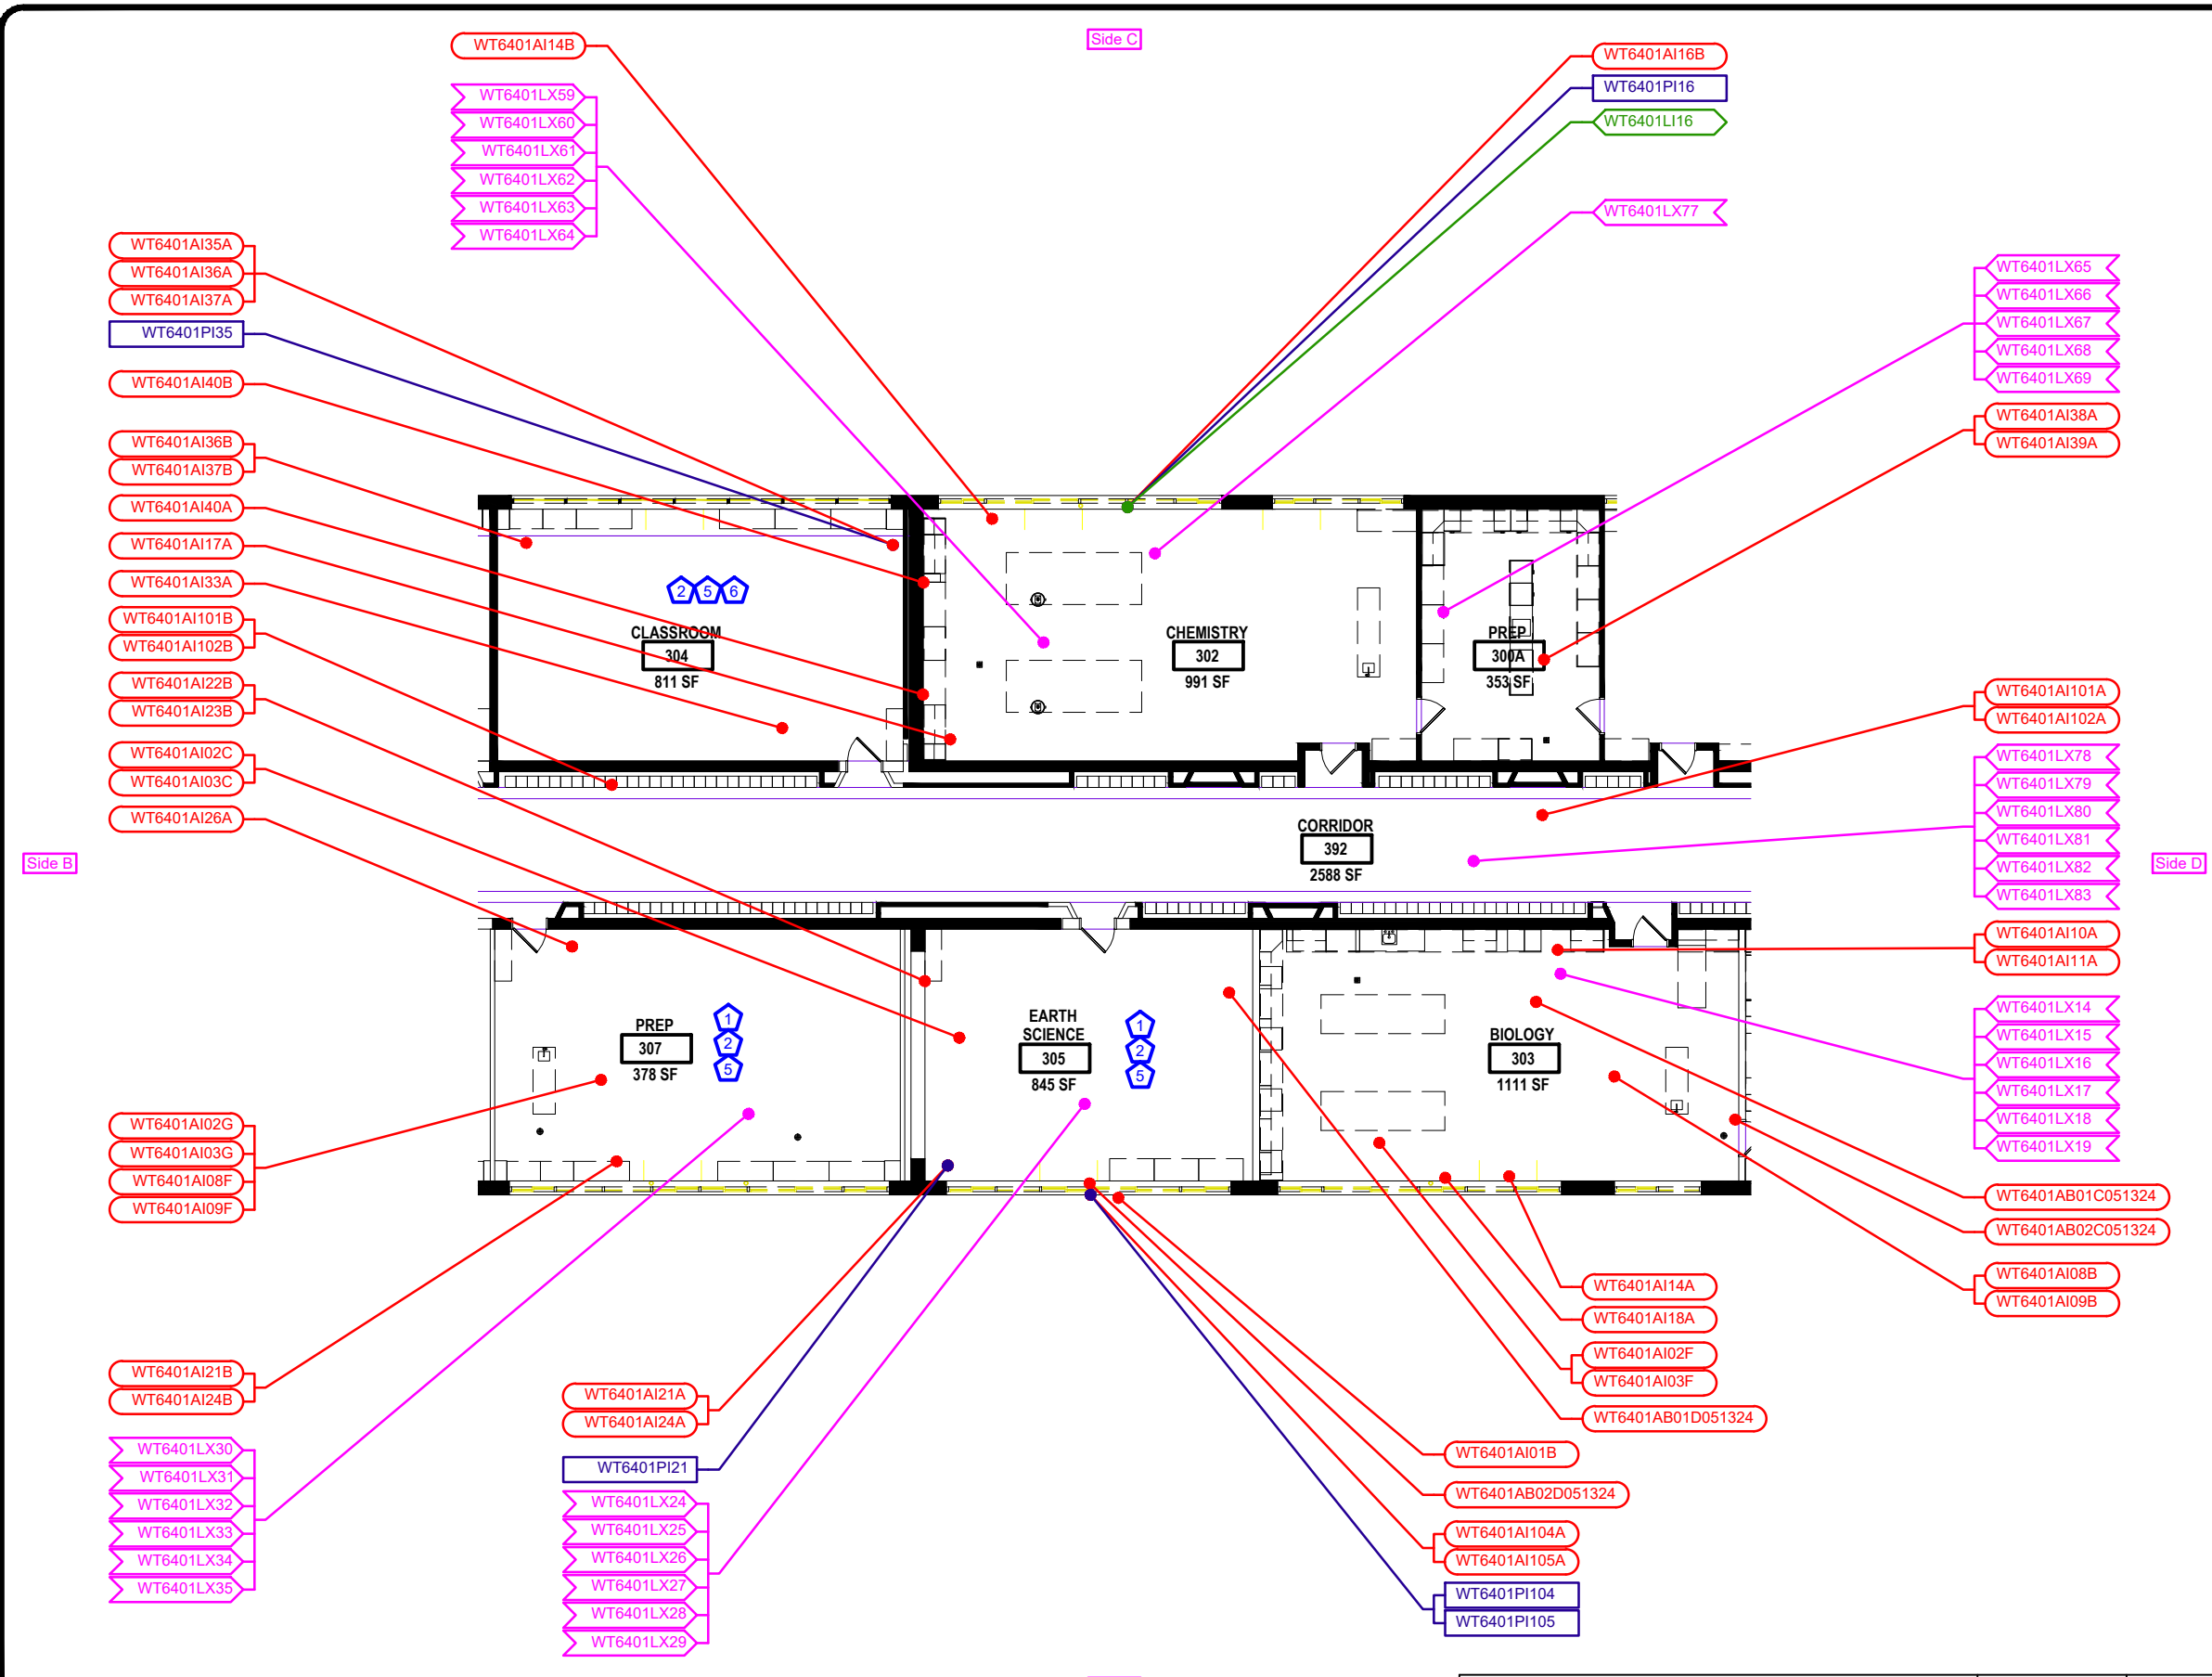 Side C
WT6401AI14B
WT6401LX59
WT6401LX60
WT6401LX61
WT6401LX62
WT6401LX63
WT6401LX64
WT6401AI16B
WT6401PI16
WT6401LI16
WT6401LX77
WT6401AI35A
WT6401AI36A
WT6401AI37A
WT6401PI35
WT6401AI40B
WT6401AI36B
WT6401AI37B
WT6401AI40A
WT6401AI17A
WT6401AI33A
WT6401AI101B
WT6401AI102B
WT6401AI22B
WT6401AI23B
WT6401AI02C
WT6401AI03C
WT6401AI26A
Side B
WT6401LX65
WT6401LX66
WT6401LX67
WT6401LX68
WT6401LX69
WT6401AI38A
WT6401AI39A
2 5 6
CLASSROOM
304
811 SF
CHEMISTRY
302
991 SF
PREP
300A
353 SF
WT6401AI101A
WT6401AI102A
WT6401LX78
WT6401LX79
WT6401LX80
WT6401LX81
WT6401LX82
WT6401LX83
Side D
CORRIDOR
392
2588 SF
WT6401AI10A
WT6401AI11A
WT6401LX14
WT6401LX15
WT6401LX16
WT6401LX17
WT6401LX18
WT6401LX19
PREP
307
378 SF
1
2
5
EARTH
SCIENCE
305
845 SF
1
2
5
BIOLOGY
303
1111 SF
WT6401AI02G
WT6401AI03G
WT6401AI08F
WT6401AI09F
WT6401AB01C051324
WT6401AB02C051324
WT6401AI08B
WT6401AI09B
WT6401AI21B
WT6401AI24B
WT6401LX30
WT6401LX31
WT6401LX32
WT6401LX33
WT6401LX34
WT6401LX35
WT6401AI21A
WT6401AI24A
WT6401PI21
WT6401LX24
WT6401LX25
WT6401LX26
WT6401LX27
WT6401LX28
WT6401LX29
WT6401AI14A
WT6401AI18A
WT6401AI02F
WT6401AI03F
WT6401AB01D051324
WT6401AI01B
WT6401AB02D051324
WT6401AI104A
WT6401AI105A
WT6401PI104
WT6401PI105